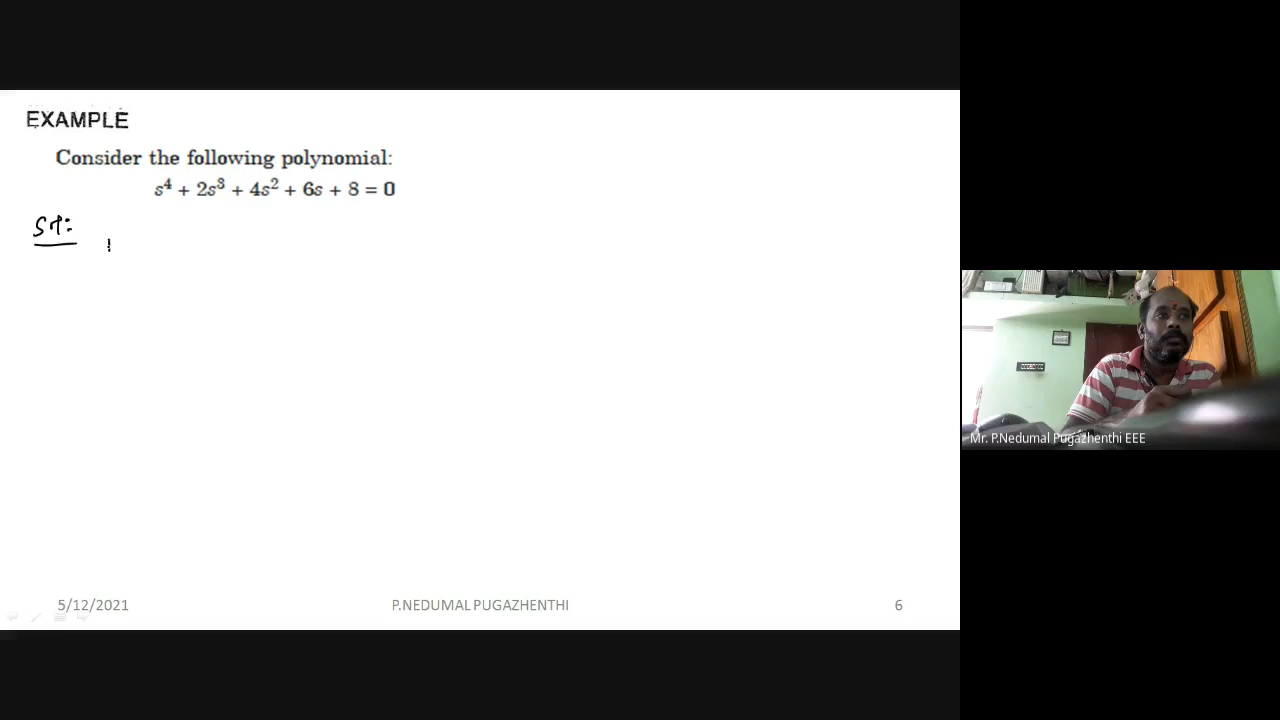 EXAMPLE
Consider the following polynomial:
s⁴ + 2s³ + 4s² + 6s + 8 = 0
Sol:
5/12/2021
P.NEDUMAL PUGAZHENTHI
6
Mr. P.Nedumal Pugazhenthi EEE